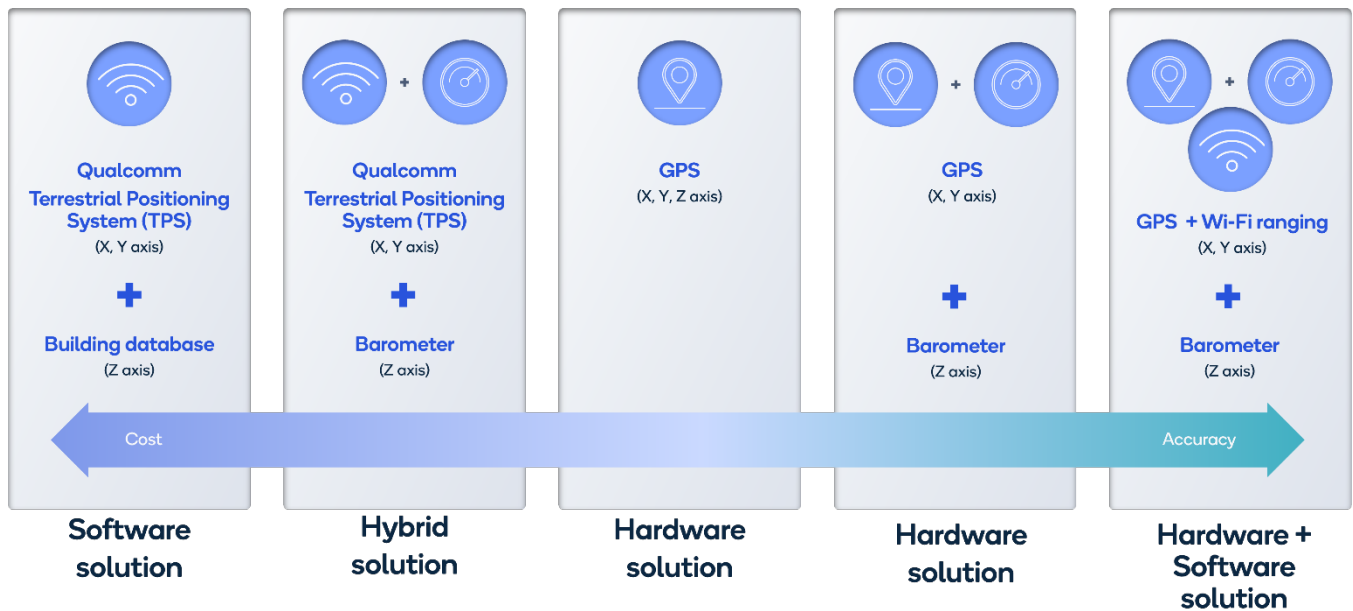 Qualcomm
Terrestrial Positioning
System (TPS)
(X, Y axis)
+
Building database
(Z axis)
+
Qualcomm
Terrestrial Positioning
System (TPS)
(X, Y axis)
+
Barometer
(Z axis)
GPS
(X, Y, Z axis)
+
GPS
(X, Y axis)
+
Barometer
(Z axis)
+
GPS + Wi-Fi ranging
(X, Y axis)
+
Barometer
(Z axis)
Cost
Accuracy
Software
solution
Hybrid
solution
Hardware
solution
Hardware
solution
Hardware +
Software
solution